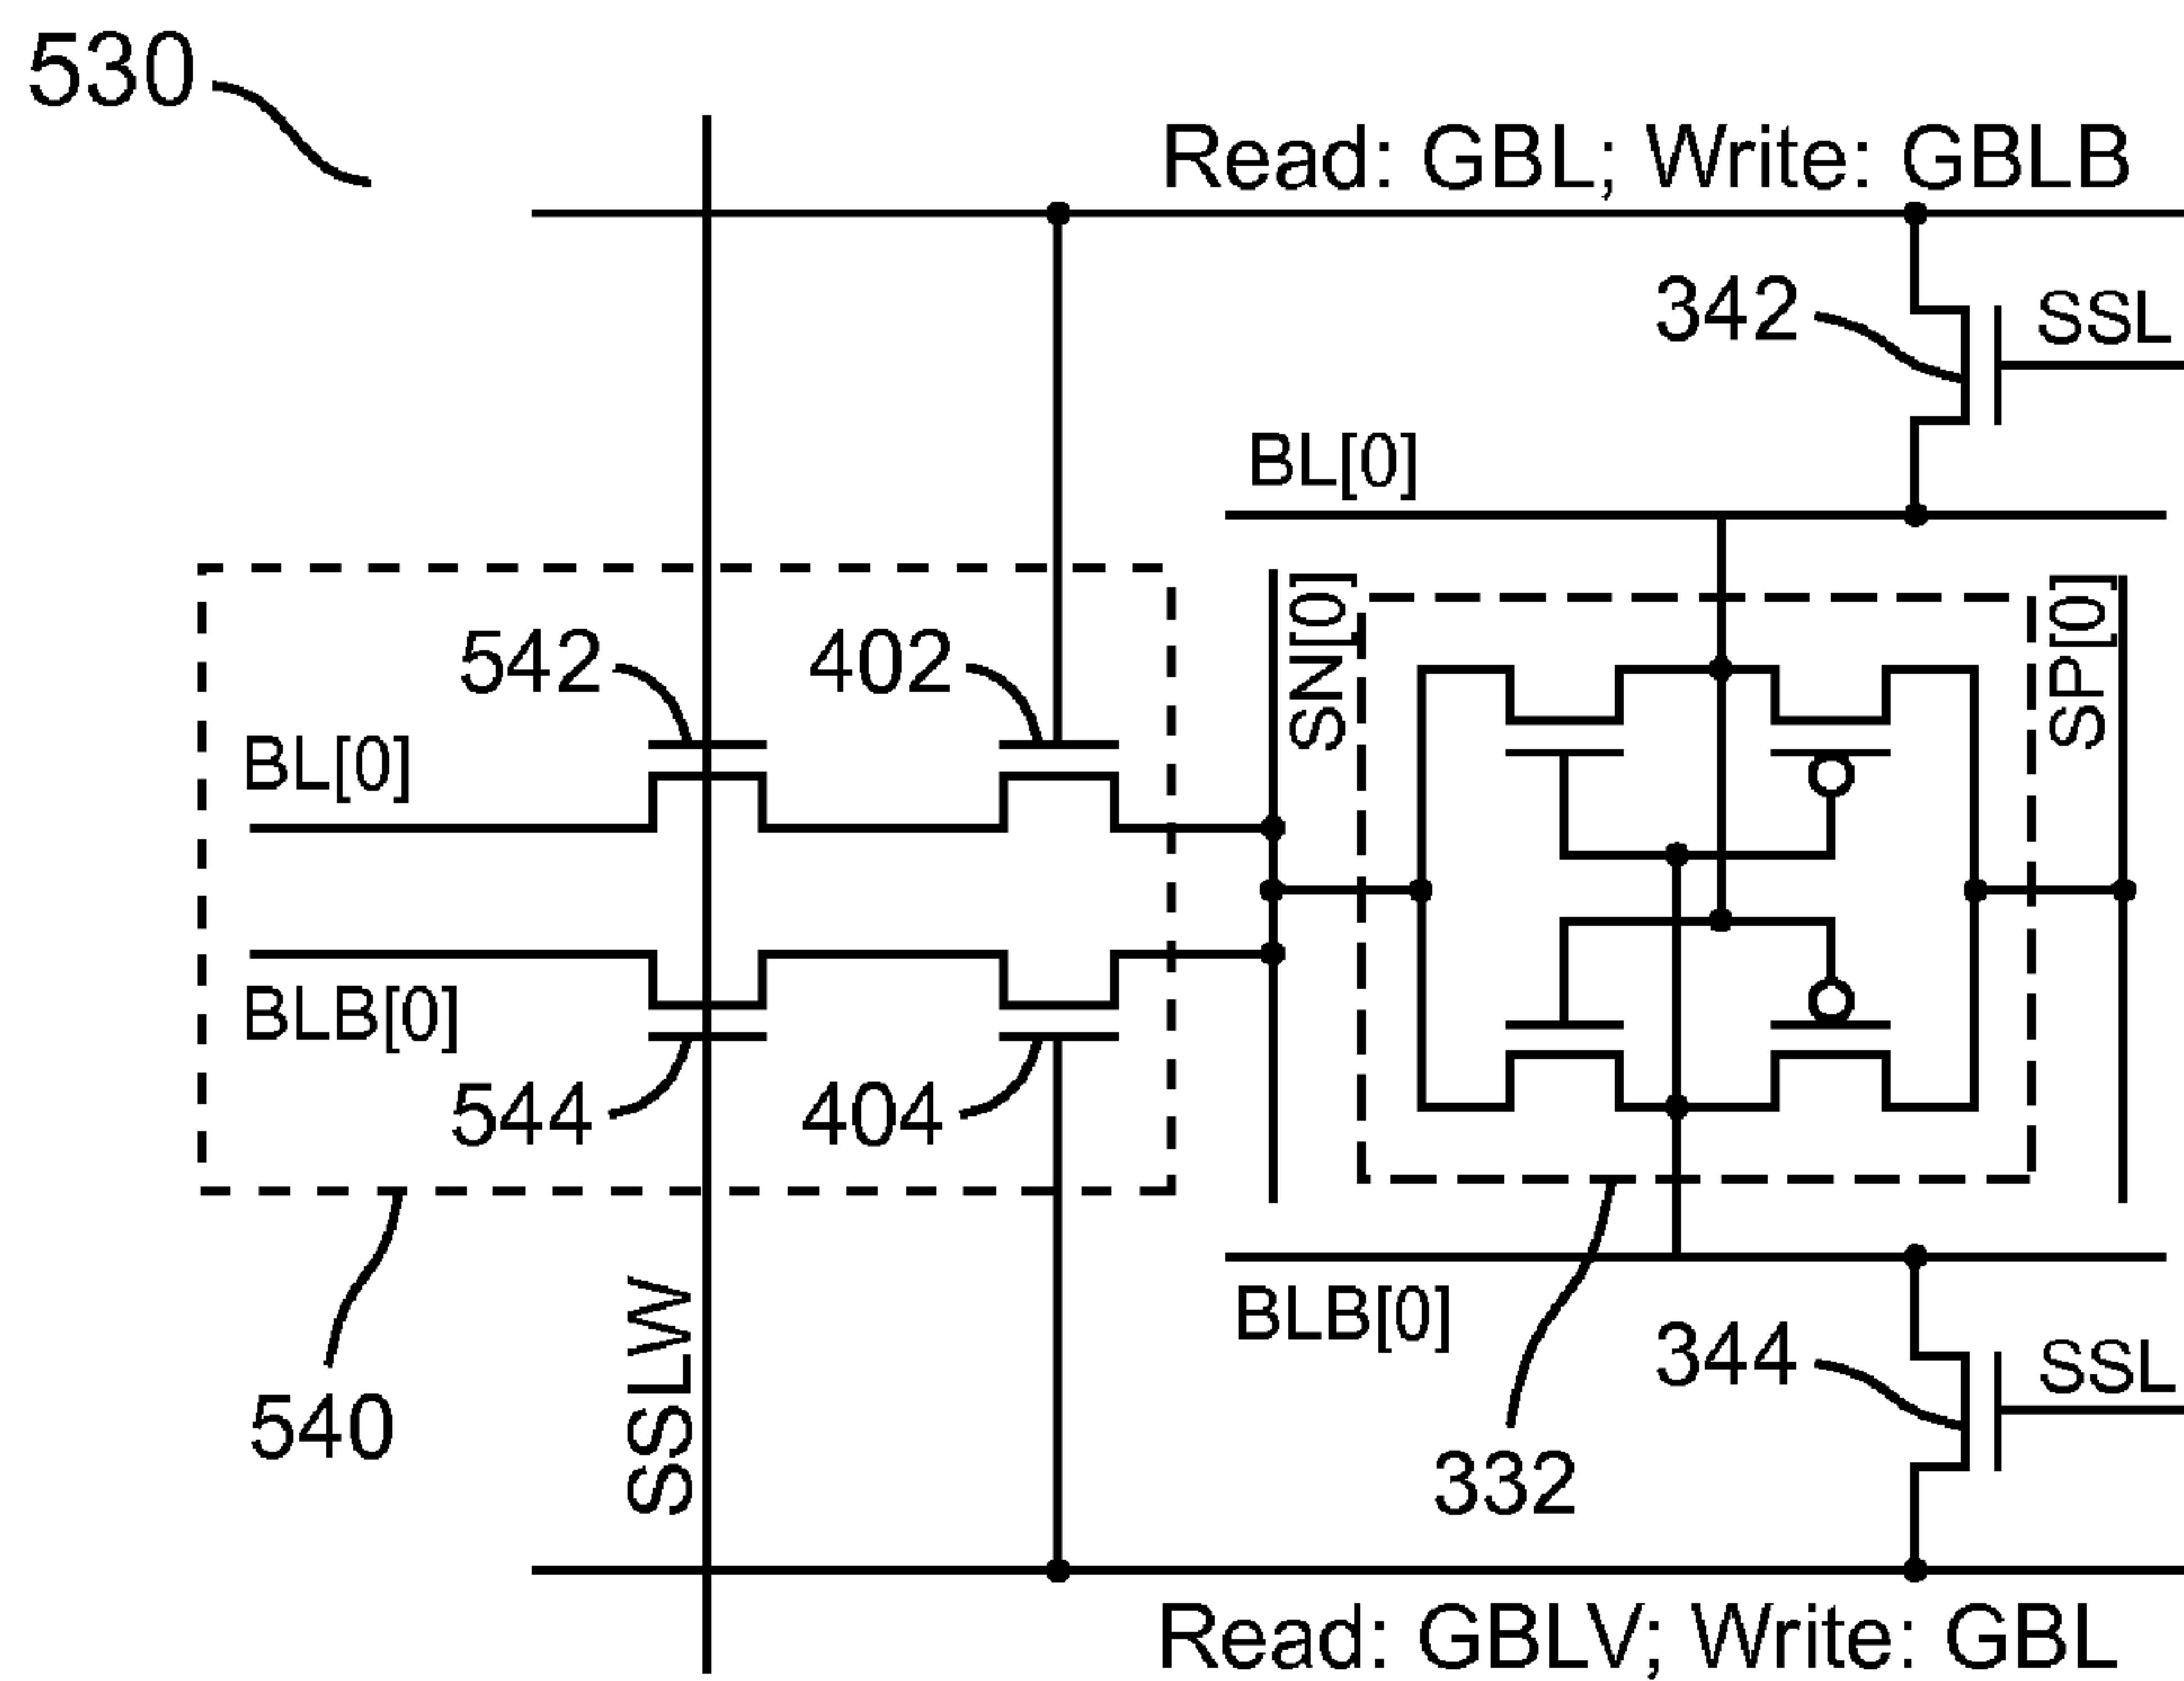 530
Read: GBL; Write: GBLB
342
SSL
BL[0]
SN[0]
SP[0]
542
402
BL[0]
BLB[0]
544
404
SSLW
BLB[0]
344
SSL
540
332
Read: GBLV; Write: GBL